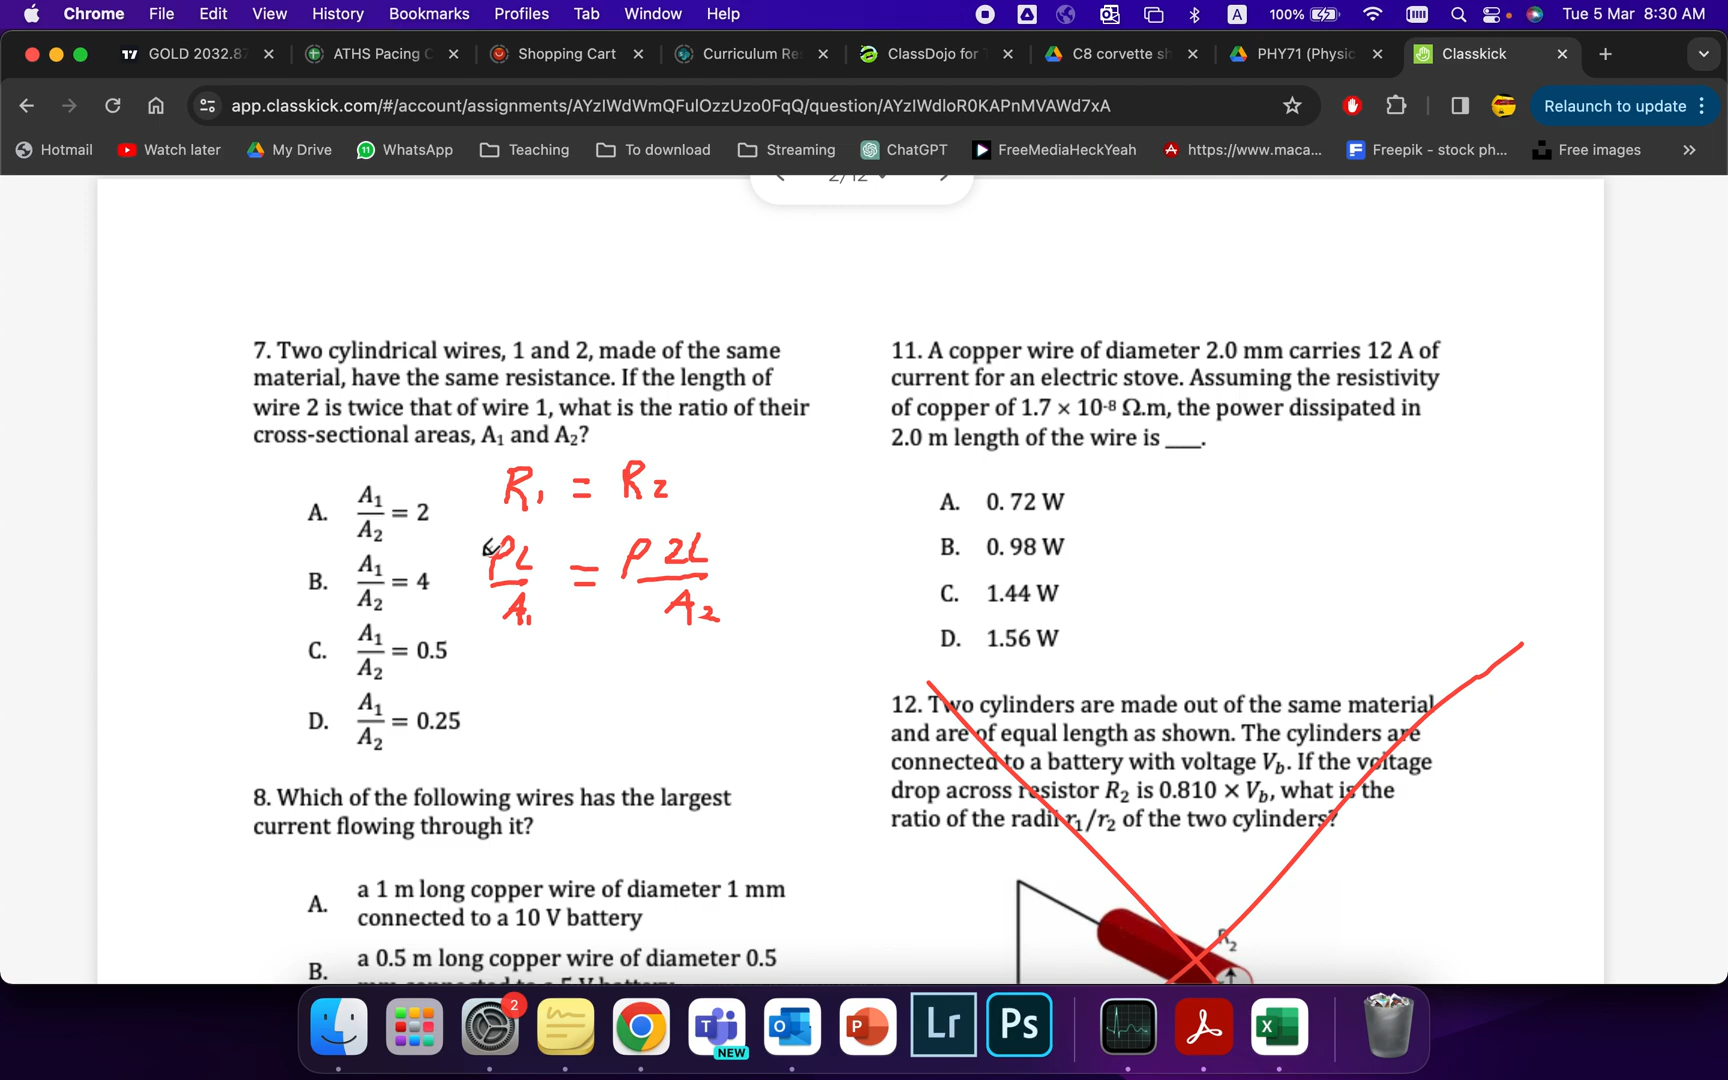 Chrome File Edit View History Bookmarks Profiles Tab Window Help A 100% Tue 5 Mar 8:30 AM
GOLD 2032.87 ATHS Pacing C Shopping Cart Curriculum Re ClassDojo for C8 corvette sh PHY71 (Physic Classkick
app.classkick.com/#/account/assignments/AYzIWdWmQFulOzzUzo0FqQ/question/AYzIWdloR0KAPnMVAWd7xA Relaunch to update
Hotmail Watch later My Drive WhatsApp Teaching To download Streaming ChatGPT FreeMediaHeckYeah https://www.maca... Freepik - stock ph... Free images »
2/12
7. Two cylindrical wires, 1 and 2, made of the same
material, have the same resistance. If the length of
wire 2 is twice that of wire 1, what is the ratio of their
cross-sectional areas, A₁ and A₂?
R₁ = R₂
A. A₁/A₂ = 2
ρL/A₁ = ρ2L/A₂
B. A₁/A₂ = 4
C. A₁/A₂ = 0.5
D. A₁/A₂ = 0.25
8. Which of the following wires has the largest
current flowing through it?
A. a 1 m long copper wire of diameter 1 mm
connected to a 10 V battery
B. a 0.5 m long copper wire of diameter 0.5
11. A copper wire of diameter 2.0 mm carries 12 A of
current for an electric stove. Assuming the resistivity
of copper of 1.7 × 10⁻⁸ Ω.m, the power dissipated in
2.0 m length of the wire is ___.
A. 0.72 W
B. 0.98 W
C. 1.44 W
D. 1.56 W
12. Two cylinders are made out of the same material
and are of equal length as shown. The cylinders are
connected to a battery with voltage V_b. If the voltage
drop across resistor R₂ is 0.810 × V_b, what is the
ratio of the radii r₁/r₂ of the two cylinders?
R₂
2 T NEW O P Lr Ps X